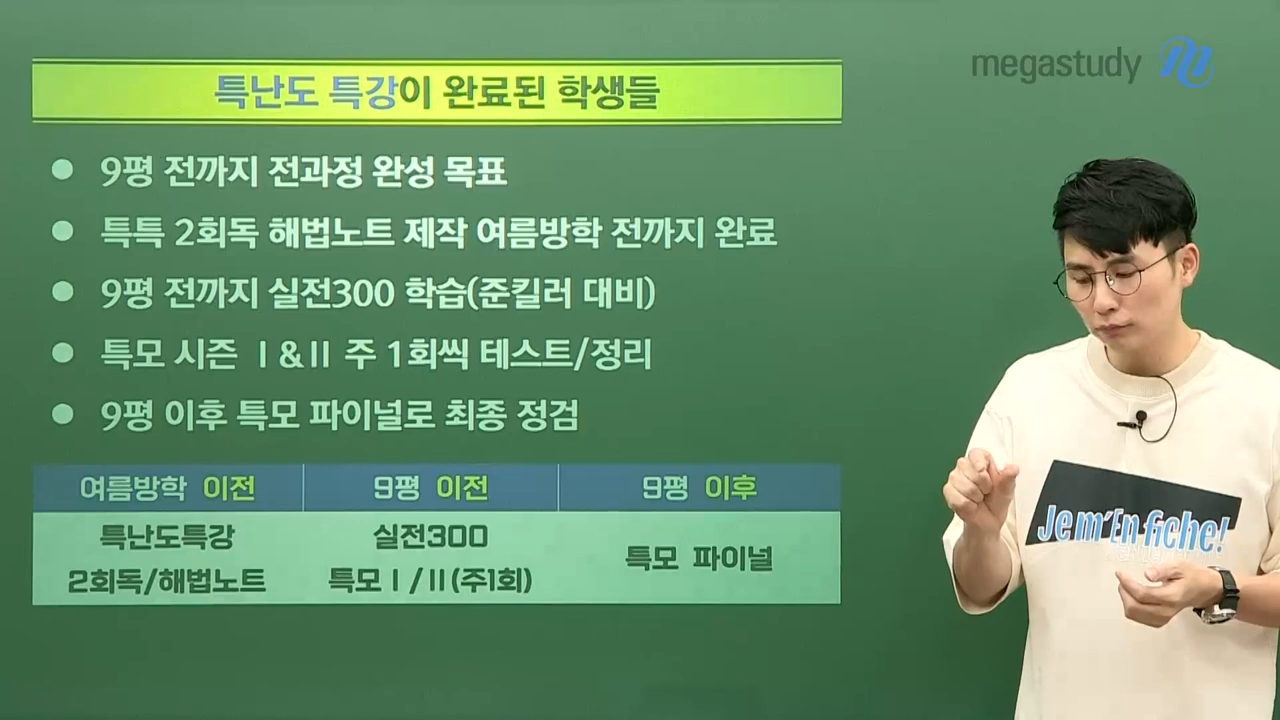 megastudy
특난도 특강이 완료된 학생들
● 9평 전까지 전과정 완성 목표
● 특특 2회독 해법노트 제작 여름방학 전까지 완료
● 9평 전까지 실전300 학습(준킬러 대비)
● 특모 시즌 Ⅰ&Ⅱ 주 1회씩 테스트/정리
● 9평 이후 특모 파이널로 최종 정검
여름방학 이전 9평 이전 9평 이후
특난도특강 실전300
특모 파이널
2회독/해법노트 특모Ⅰ/Ⅱ(주1회)
Je m'En fiche!